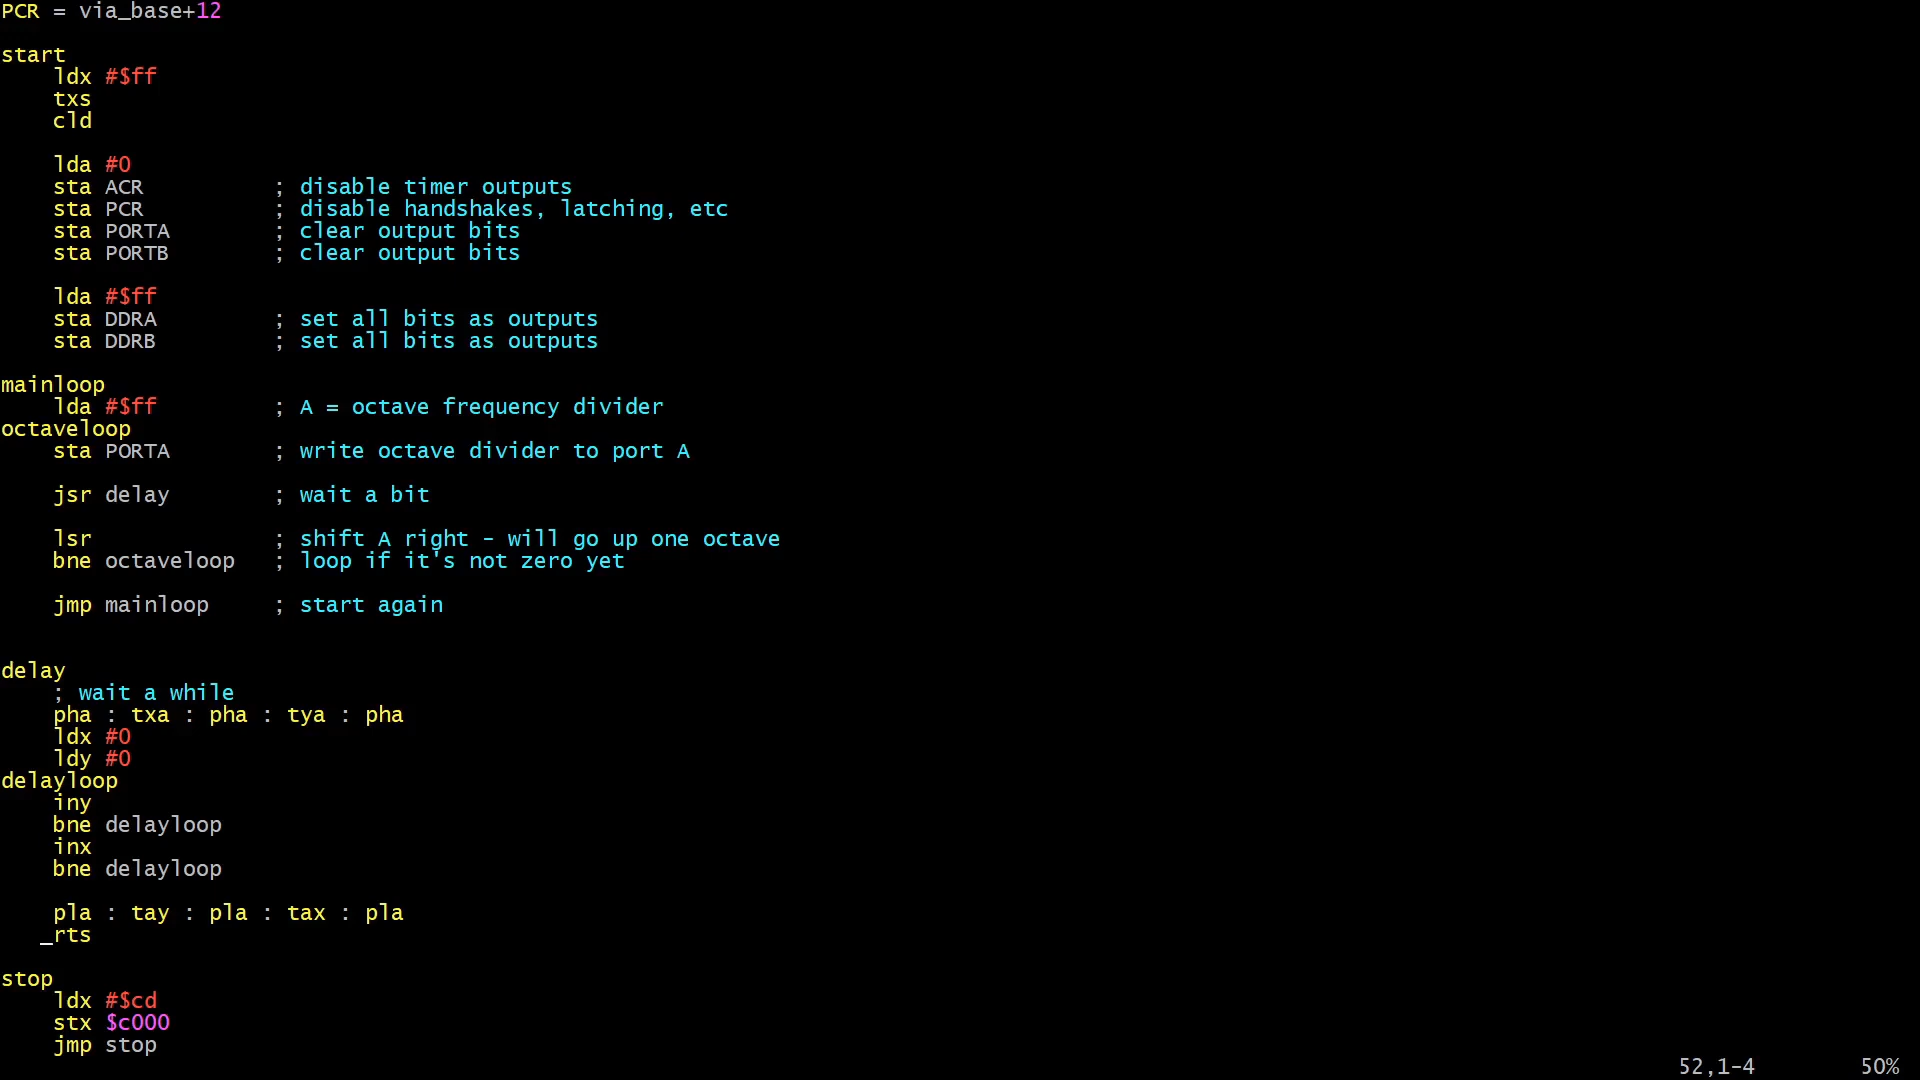 PCR = via_base+12
start
ldx #$ff
txs
cld
lda #0
sta ACR ; disable timer outputs
sta PCR ; disable handshakes, latching, etc
sta PORTA ; clear output bits
sta PORTB ; clear output bits
lda #$ff
sta DDRA ; set all bits as outputs
sta DDRB ; set all bits as outputs
mainloop
lda #$ff ; A = octave frequency divider
octaveloop
sta PORTA ; write octave divider to port A
jsr delay ; wait a bit
lsr ; shift A right - will go up one octave
bne octaveloop ; loop if it's not zero yet
jmp mainloop ; start again
delay
; wait a while
pha : txa : pha : tya : pha
ldx #0
ldy #0
delayloop
iny
bne delayloop
inx
bne delayloop
pla : tay : pla : tax : pla
rts
stop
ldx #$cd
stx $c000
jmp stop
52,1-4 50%